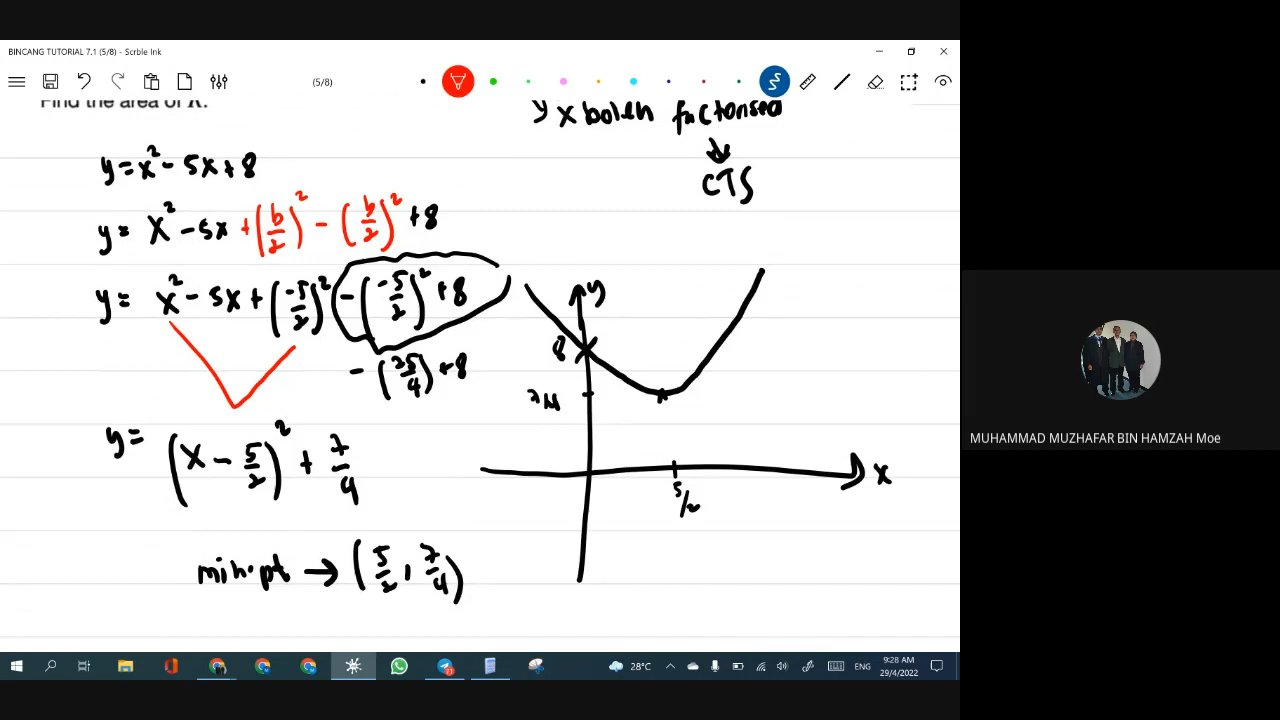 BINCANG TUTORIAL 7.1 (5/8) - Scrble Ink
(5/8)
Find the area of R.
y x boleh factorised
↓
CTS
y = x² - 5x + 8
y = x² - 5x + (b/2)² - (b/2)² + 8
y = x² - 5x + (-5/2)² - (-5/2)² + 8
- (25/4) + 8
y = (x - 5/2)² + 7/4
min.pt → (5/2, 7/4)
y
8
x
5/2
MUHAMMAD MUZHAFAR BIN HAMZAH Moe
28°C
ENG
9:28 AM
29/4/2022